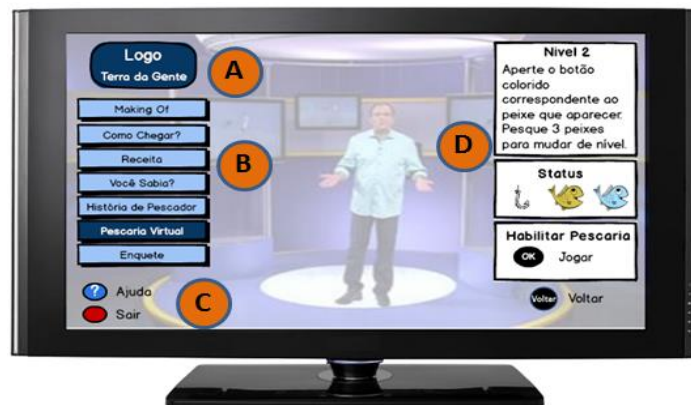 Logo
Terra da Gente
A
Making Of
Como Chegar?
Receita
Você Sabia?
História de Pescador
Pescaria Virtual
Enquete
B
? Ajuda
Sair
C
D
Nivel 2
Aperte o botão
colorido
correspondente ao
peixe que aparecer.
Pesque 3 peixes
para mudar de nível.
Status
Habilitar Pescaria
OK Jogar
Voltar Voltar